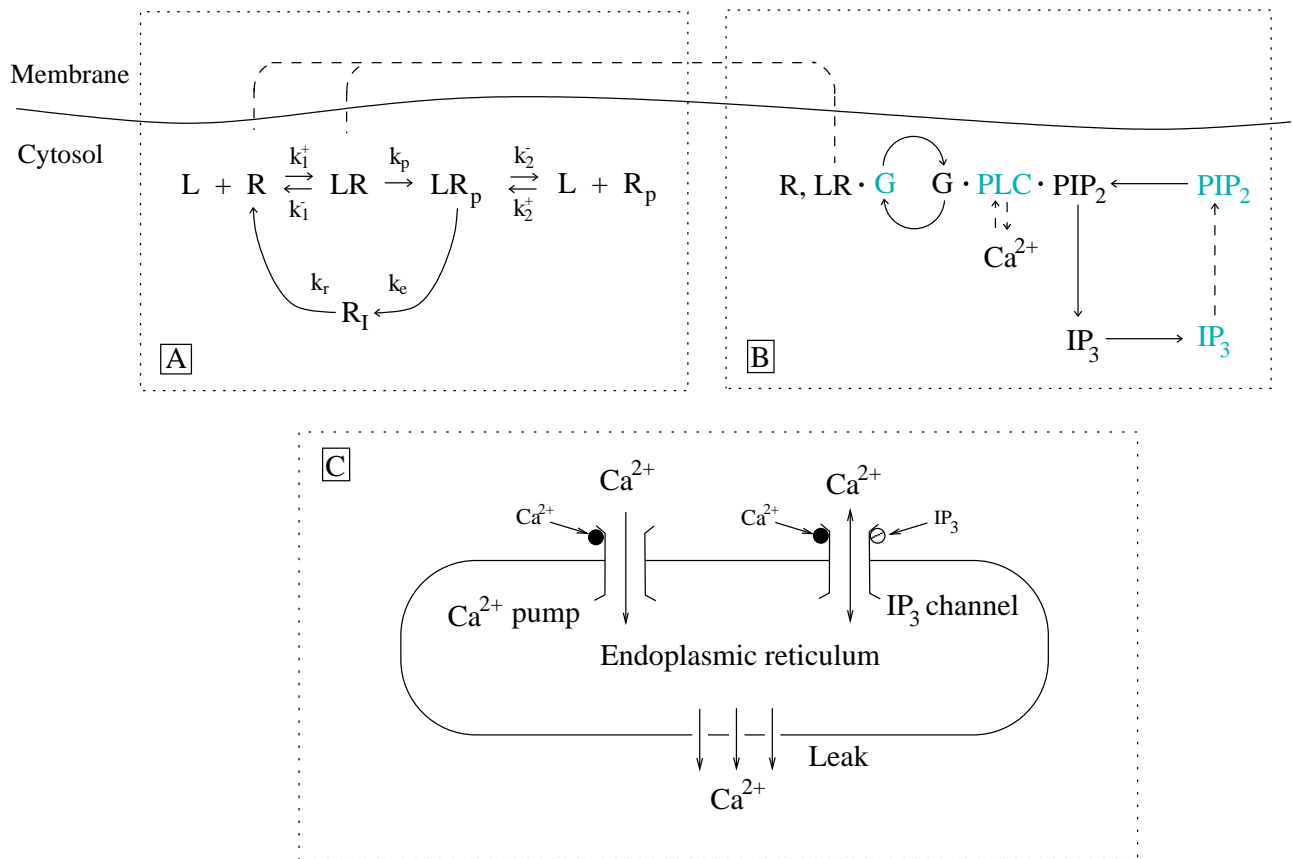 Membrane
Cytosol
L + R k₁⁺ k₁⁻ LR kₚ LRₚ k₂⁻ k₂⁺ L + Rₚ
kᵣ R_I kₑ
A
R, LR · G G · PLC · PIP₂ PIP₂
Ca²⁺
IP₃ IP₃
B
C
Ca²⁺ Ca²⁺
Ca²⁺ Ca²⁺ IP₃
Ca²⁺ pump IP₃ channel
Endoplasmic reticulum
Leak
Ca²⁺